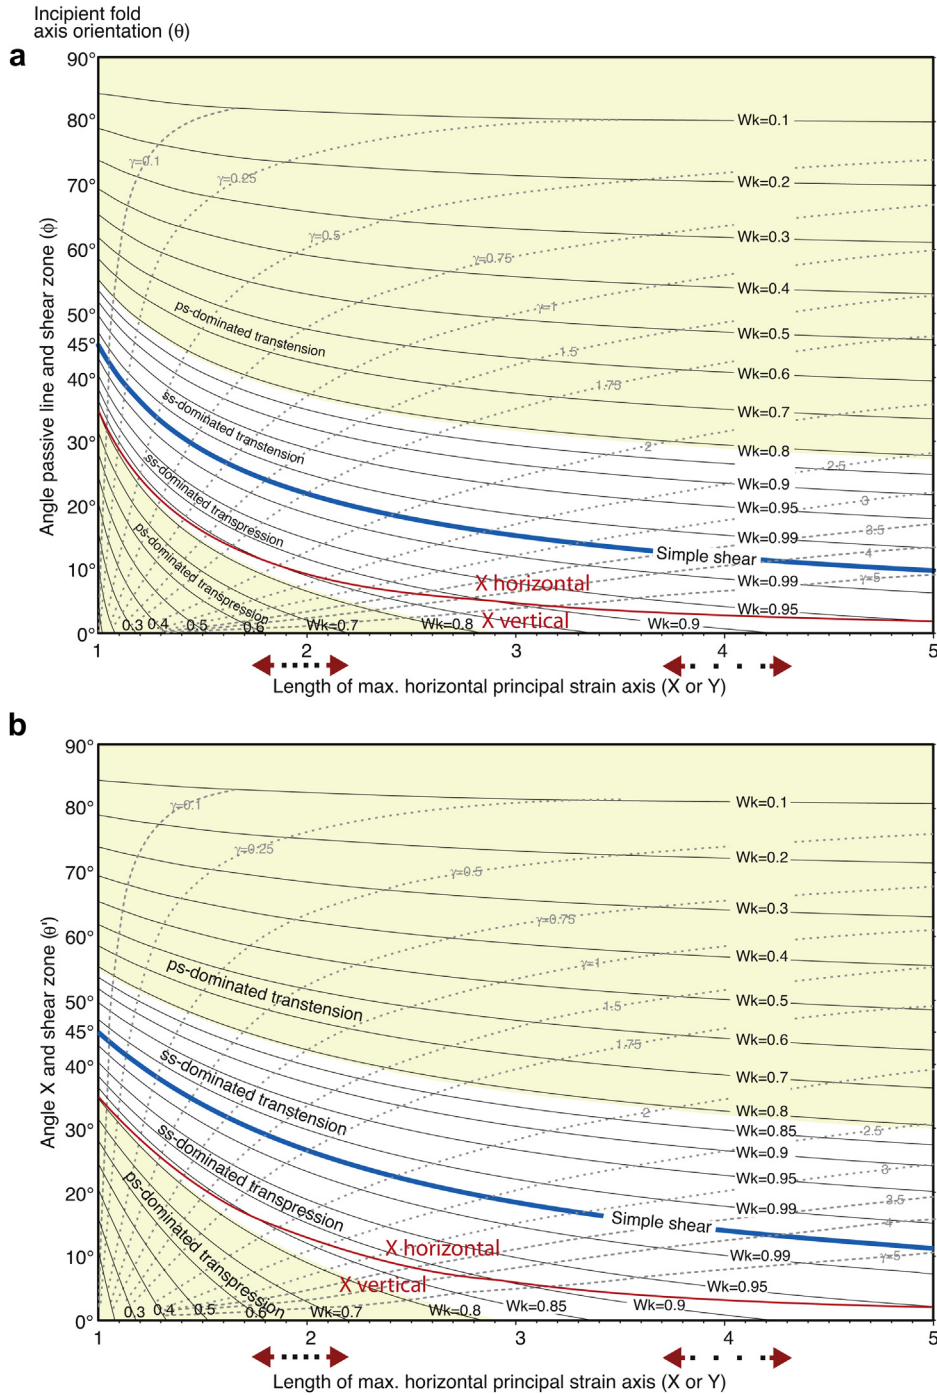 Incipient fold
axis orientation (θ)
a
90°
80°
70°
60°
50°
45°
40°
30°
20°
10°
0°
Angle passive line and shear zone (ϕ)
Wk=0.1
Wk=0.2
Wk=0.3
Wk=0.4
Wk=0.5
Wk=0.6
Wk=0.7
Wk=0.8
Wk=0.9
Wk=0.95
Wk=0.99
Simple shear
Wk=0.99
Wk=0.95
γ=0.1
γ=0.25
γ=0.5
γ=0.75
γ=1
1.5
1.75
2
2.5
3
3.5
4
γ=5
ps-dominated transtension
ss-dominated transtension
ss-dominated transpression
ps-dominated transpression
X horizontal
X vertical
0.3 0.4 0.5 0.6 Wk=0.7 Wk=0.8 Wk=0.9
1 2 3 4 5
Length of max. horizontal principal strain axis (X or Y)
b
90°
80°
70°
60°
50°
45°
40°
30°
20°
10°
0°
Angle X and shear zone (θ')
Wk=0.1
Wk=0.2
Wk=0.3
Wk=0.4
Wk=0.5
Wk=0.6
Wk=0.7
Wk=0.8
Wk=0.85
Wk=0.9
Wk=0.95
Wk=0.99
Simple shear
Wk=0.99
Wk=0.95
γ=0.1
γ=0.25
γ=0.5
γ=0.75
γ=1
1.5
1.75
2
2.5
3
3.5
4
γ=5
ps-dominated transtension
ss-dominated transtension
ss-dominated transpression
ps-dominated transpression
X horizontal
X vertical
0.3 0.4 0.5 0.6 Wk=0.7 Wk=0.8 Wk=0.85 Wk=0.9
1 2 3 4 5
Length of max. horizontal principal strain axis (X or Y)